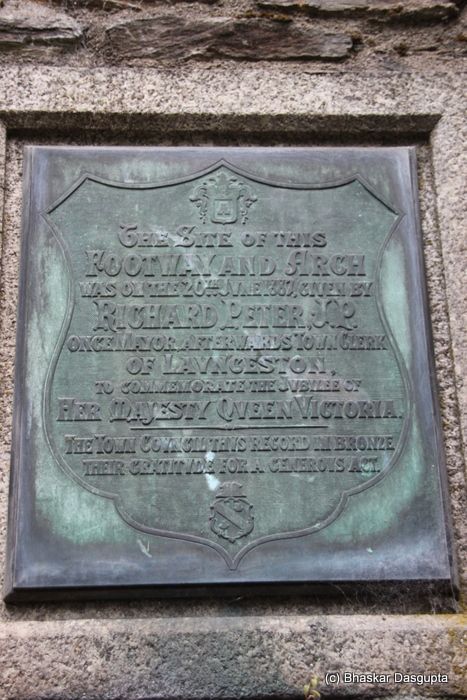 The Site of this
Footway and Arch
was on the 20th June 1887, given by
Richard Peter, J.P.
once Mayor, afterwards Town Clerk
of Launceston,
to commemorate the Jubilee of
Her Majesty Queen Victoria.
The Town Council thus record in bronze
their gratitude for a generous act.
(c) Bhaskar Dasgupta